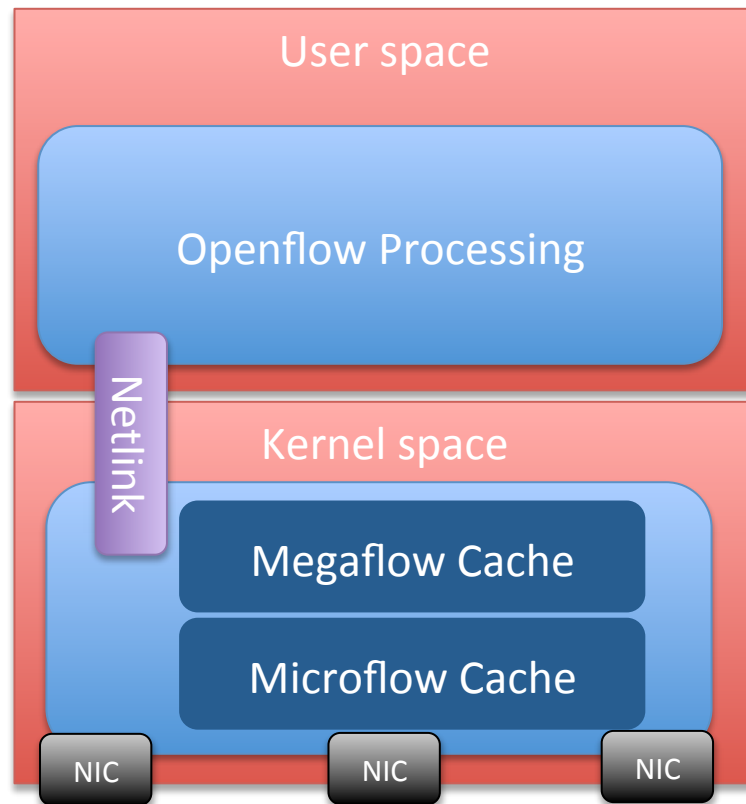 User space
Openflow Processing
Netlink
Kernel space
Megaflow Cache
Microflow Cache
NIC
NIC
NIC